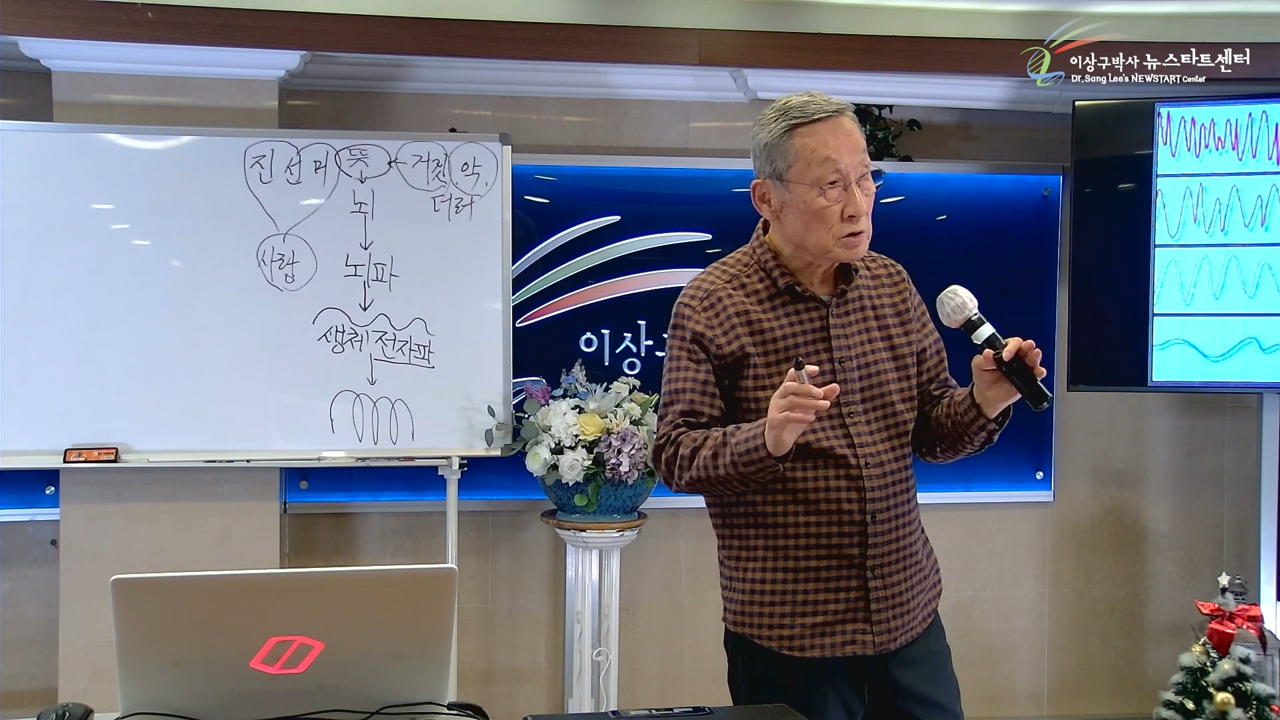 이상구박사 뉴스타트센터
Dr. Sang Lee's NEWSTART Center
진 선 미 뜻 거짓 악.
더러
뇌
사람
뇌파
생체 전자파
이상